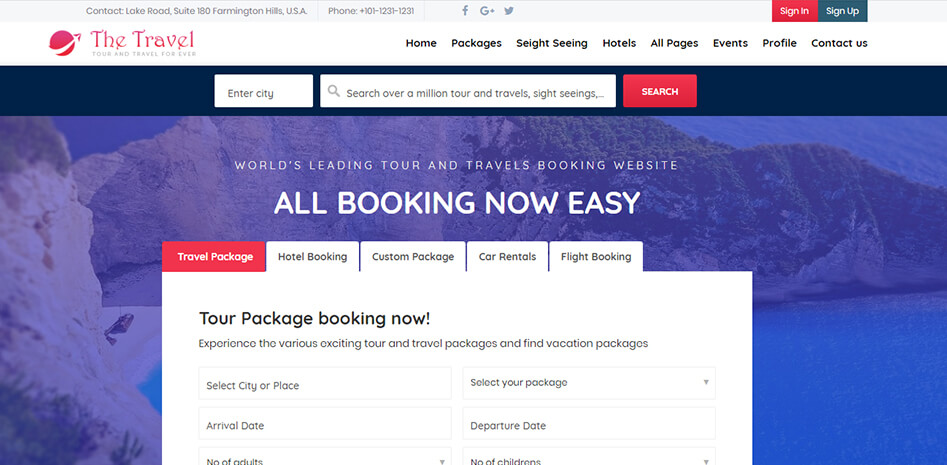 Contact: Lake Road, Suite 180 Farmington Hills, U.S.A. Phone: +101-1231-1231 Sign In Sign Up
The Travel
TOUR AND TRAVEL FOR EVER
Home Packages Seight Seeing Hotels All Pages Events Profile Contact us
Enter city Search over a million tour and travels, sight seeings,... SEARCH
WORLD'S LEADING TOUR AND TRAVELS BOOKING WEBSITE
ALL BOOKING NOW EASY
Travel Package Hotel Booking Custom Package Car Rentals Flight Booking
Tour Package booking now!
Experience the various exciting tour and travel packages and find vacation packages
Select City or Place Select your package
Arrival Date Departure Date
No of adults No of childrens